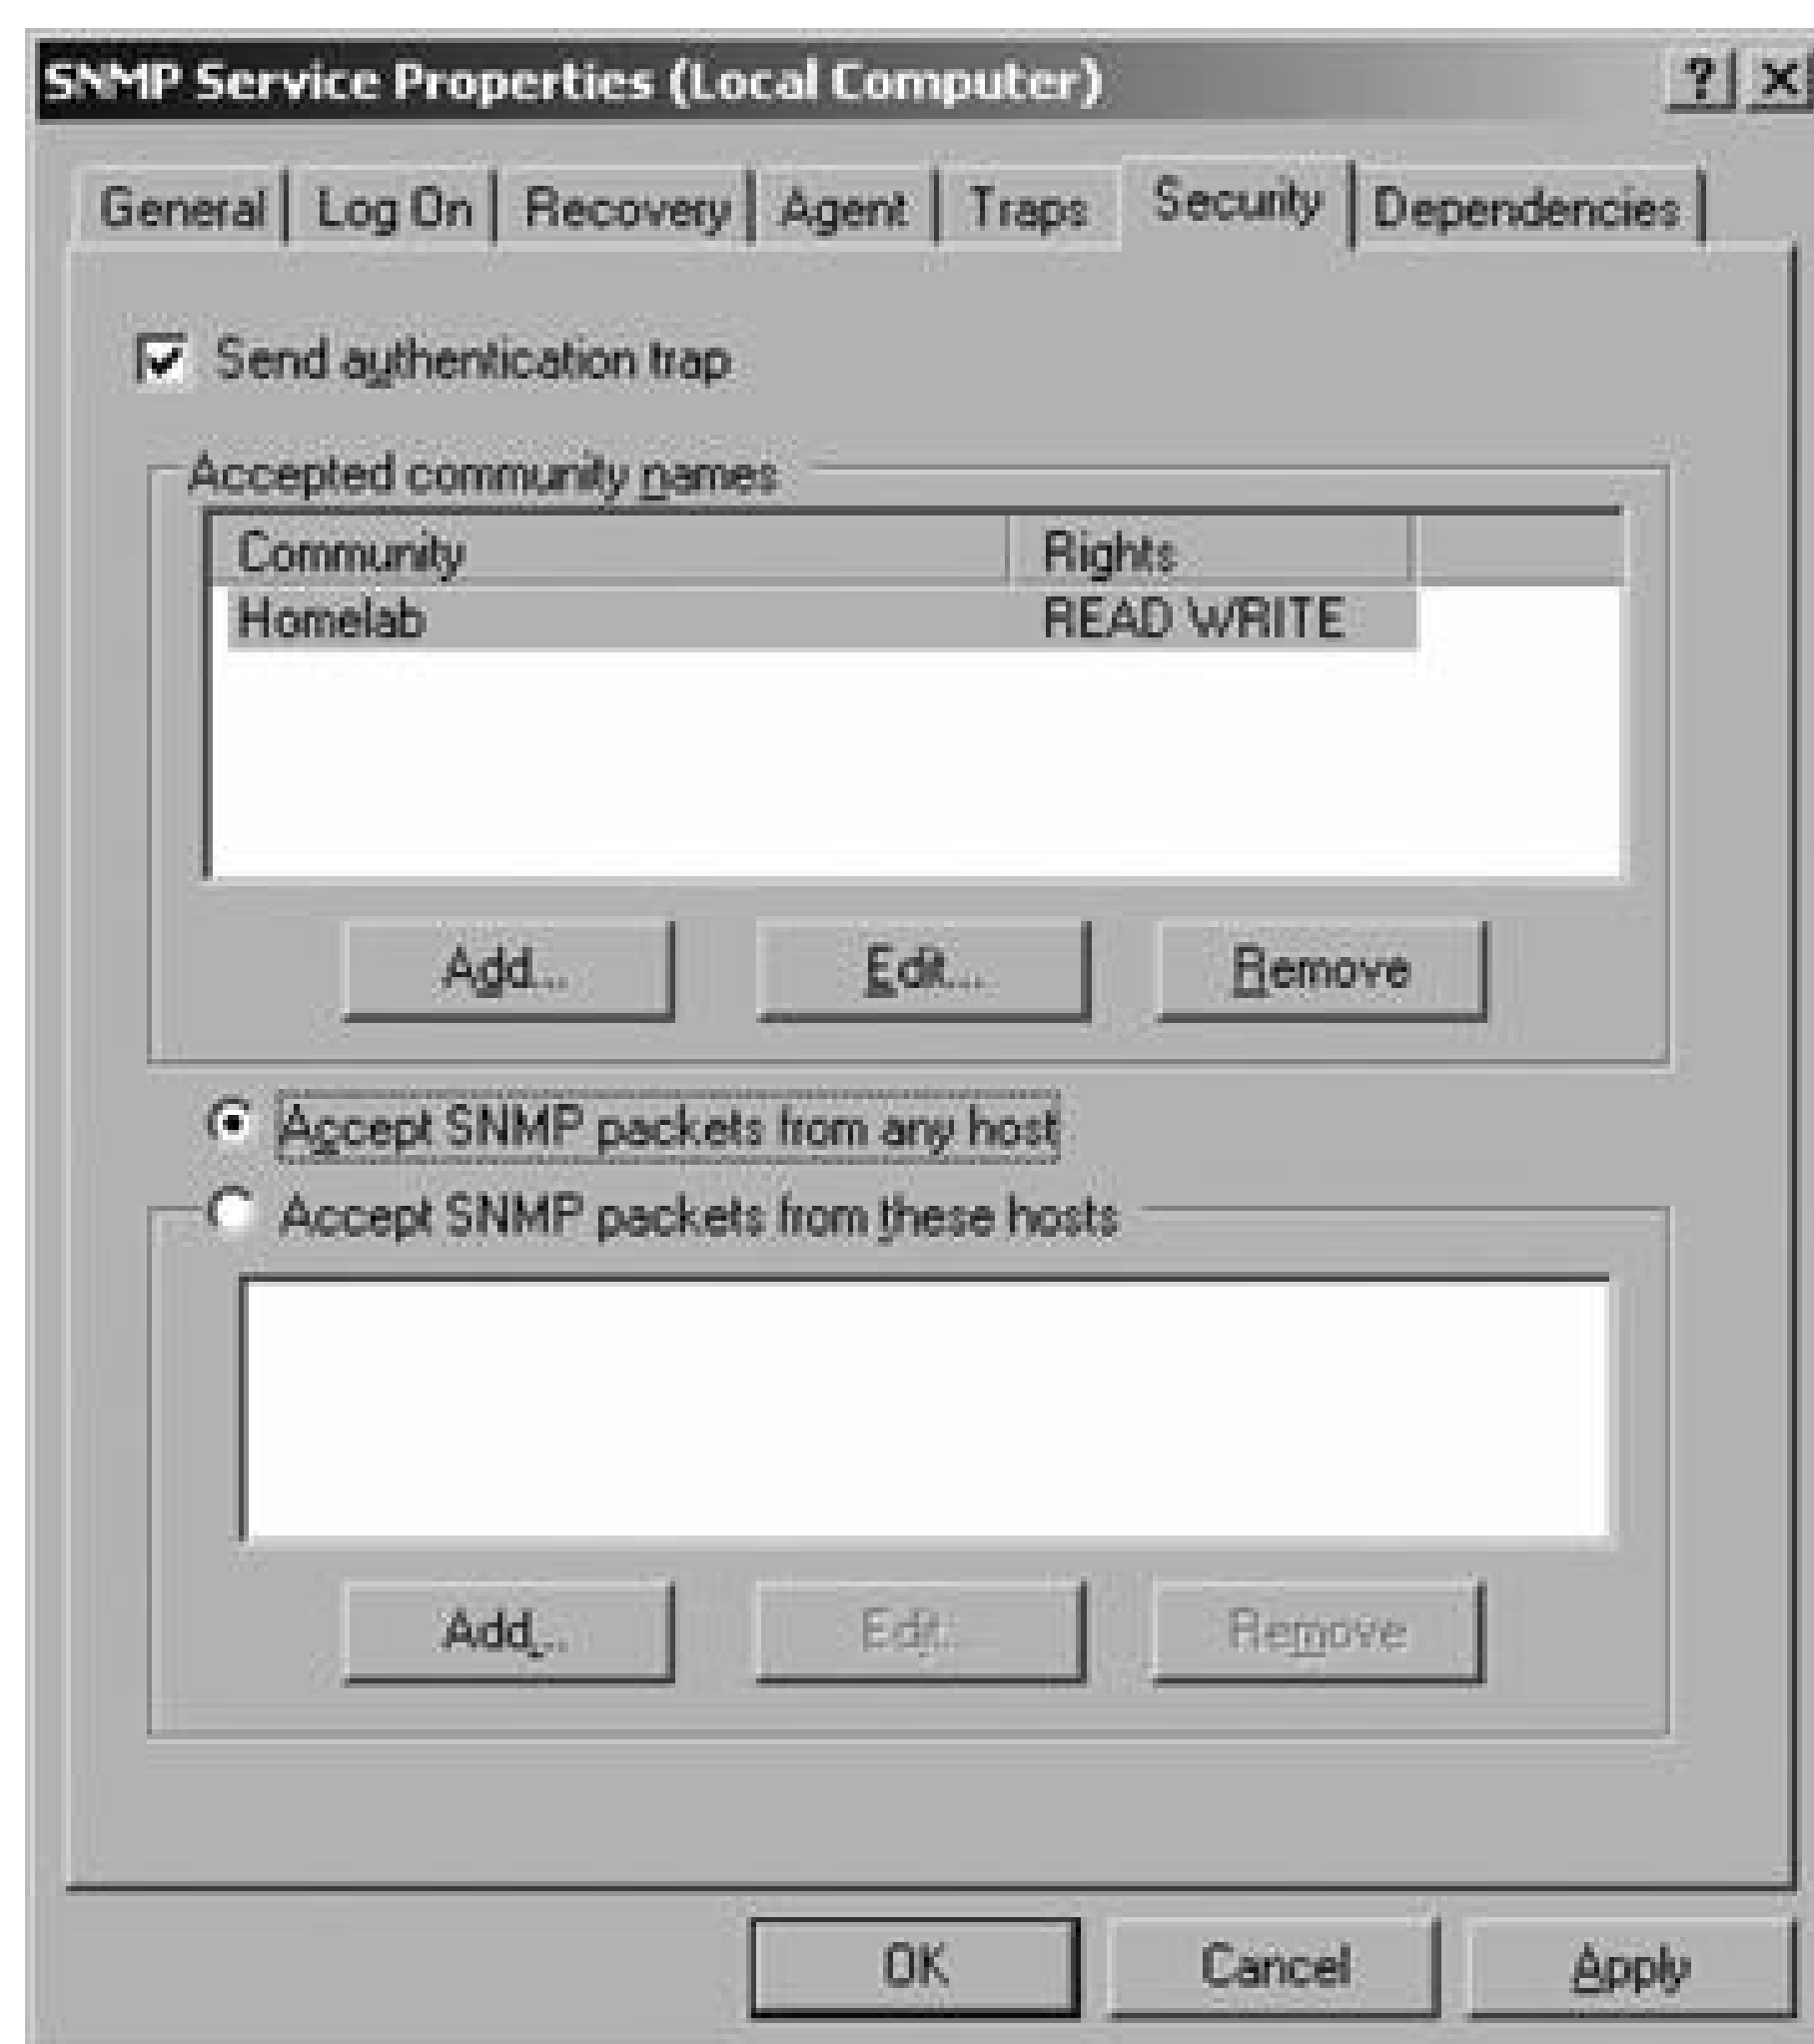 SNMP Service Properties (Local Computer)
General Log On Recovery Agent Traps Security Dependencies
Send authentication trap
Accepted community names
Community Rights
Homelab READ WRITE
Add... Edit... Remove
Accept SNMP packets from any host
Accept SNMP packets from these hosts
Add... Edit... Remove
OK Cancel Apply